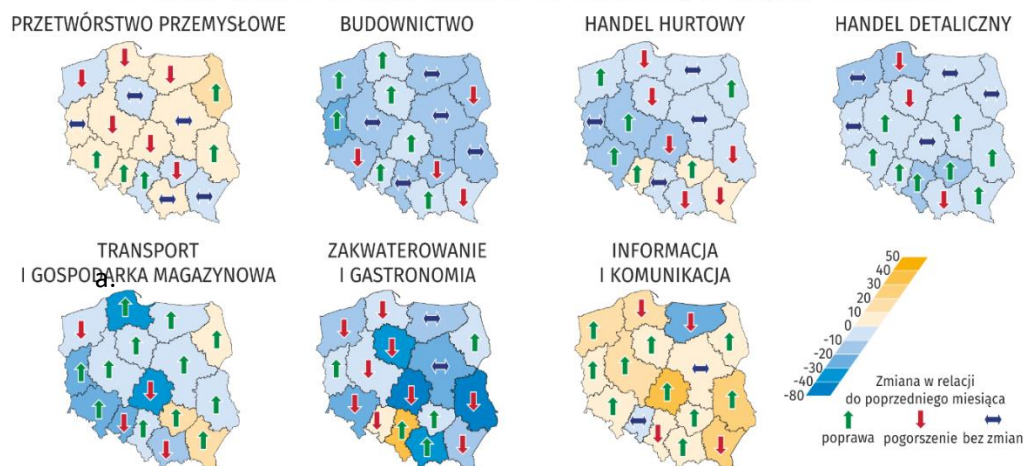 PRZETWÓRSTWO PRZEMYSŁOWE
BUDOWNICTWO
HANDEL HURTOWY
HANDEL DETALICZNY
TRANSPORT
I GOSPODARKA MAGAZYNOWA
a.
ZAKWATEROWANIE
I GASTRONOMIA
INFORMACJA
I KOMUNIKACJA
50
40
30
20
10
0
-10
-20
-30
-40
-80
Zmiana w relacji
do poprzedniego miesiąca
poprawa pogorszenie bez zmian